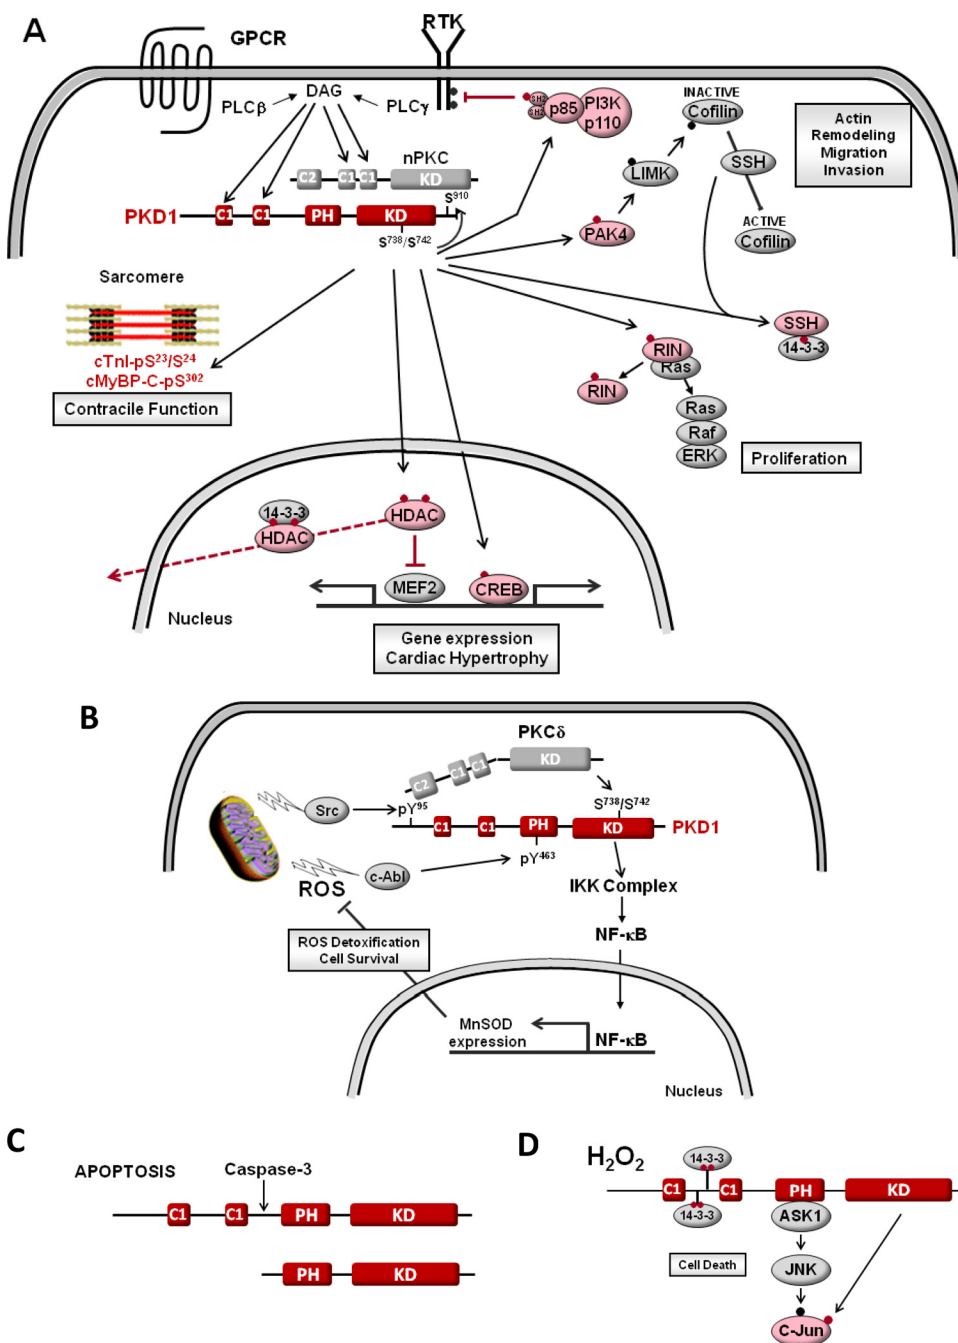 A
GPCR
RTK
PLCβ
DAG
PLCγ
SH2
SH2
p85
PI3K
p110
INACTIVE
Cofilin
Actin
Remodeling
Migration
Invasion
nPKC
C2
C1
C1
KD
LIMK
SSH
S910
PKD1
C1
C1
PH
KD
S738/S742
PAK4
ACTIVE
Cofilin
Sarcomere
cTnI-pS23/S24
cMyBP-C-pS302
Contracile Function
RIN
Ras
RIN
SSH
14-3-3
Ras
Raf
ERK
Proliferation
14-3-3
HDAC
HDAC
MEF2
CREB
Nucleus
Gene expression
Cardiac Hypertrophy
B
PKCδ
C2
C1
C1
KD
Src
pY95
S738/S742
C1
C1
PH
KD
PKD1
pY463
ROS
c-Abl
IKK Complex
ROS Detoxification
Cell Survival
NF-κB
MnSOD
expression
NF-κB
Nucleus
C
APOPTOSIS
Caspase-3
C1
C1
PH
KD
PH
KD
D
H2O2
14-3-3
C1
C1
PH
KD
14-3-3
ASK1
Cell Death
JNK
C-Jun